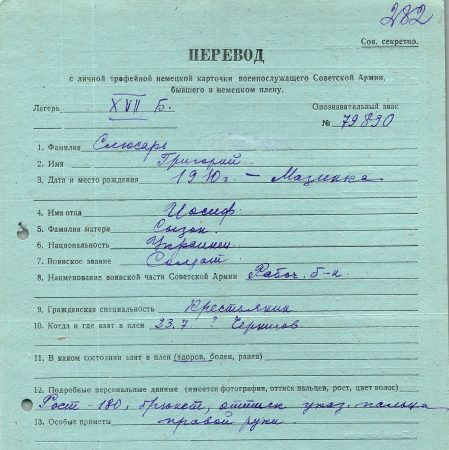 282
Сов. секретно.
ПЕРЕВОД
с личной трофейной немецкой карточки военнослужащего Советской Армии,
бывшего в немецком плену.
Лагерь XVII Б. Опознавательный знак
№ 79890
1. Фамилия Слюсарь
2. Имя Григорий
3. Дата и место рождения 1910г – Мазинка
4. Имя отца Иосиф
5. Фамилия матери Сызон
6. Национальность Украинец
7. Воинское звание Солдат
8. Наименование воинской части Советской Армии Рабоч. б-н
9. Гражданская специальность Крестьянин
10. Когда и где взят в плен 23.7 ? Чернигов
11. В каком состоянии взят в плен (здоров, болен, ранен)
12. Подробные персональные данные (имеется фотография, оттиск пальцев, рост, цвет волос)
Рост – 180, брюнет, оттиск указ. пальца
13. Особые приметы правой руки